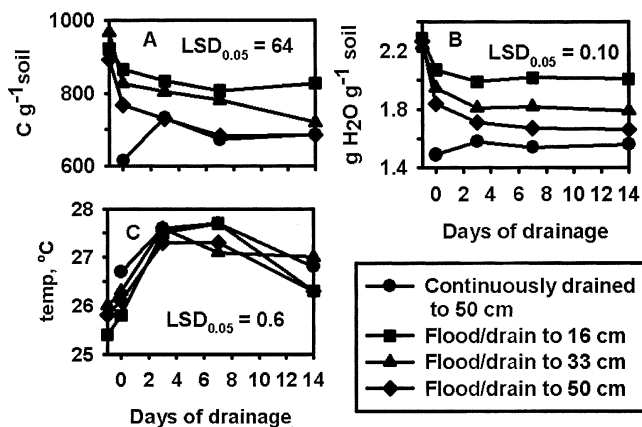 A
LSD0.05 = 64
C g-1 soil
1000
800
600
B
LSD0.05 = 0.10
g H2O g-1 soil
2.2
1.8
1.4
0 2 4 6 8 10 12 14
Days of drainage
C
LSD0.05 = 0.6
temp, °C
28
27
26
25
0 2 4 6 8 10 12 14
Days of drainage
Continuously drained
to 50 cm
Flood/drain to 16 cm
Flood/drain to 33 cm
Flood/drain to 50 cm